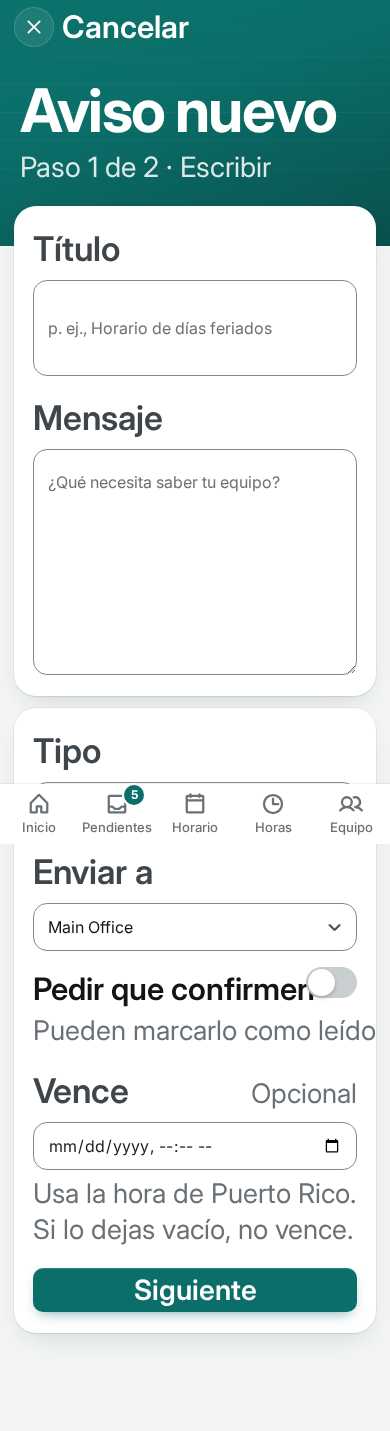 Cancelar
Aviso nuevo
Paso 1 de 2 · Escribir
Título
p. ej., Horario de días feriados
Mensaje
¿Qué necesita saber tu equipo?
Tipo
5
Inicio Pendientes Horario Horas Equipo
Enviar a
Main Office
Pedir que confirmen
Pueden marcarlo como leído
Vence Opcional
mm/dd/yyyy, --:-- --
Usa la hora de Puerto Rico.
Si lo dejas vacío, no vence.
Siguiente